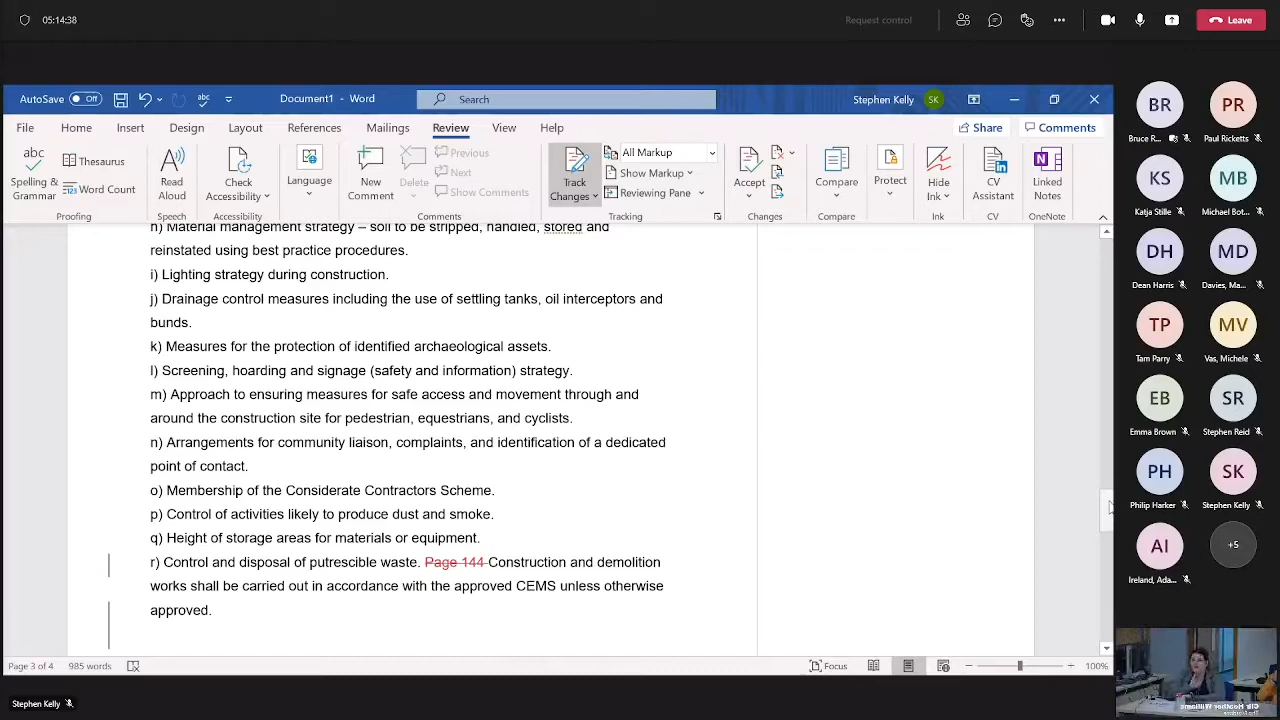 05:14:38
Request control
Leave
AutoSave Off
Document1 - Word
Search
Stephen Kelly SK
File Home Insert Design Layout References Mailings Review View Help
Share Comments
abc
Spelling & Grammar
Thesaurus
Word Count
Proofing
Read Aloud
Speech
Check Accessibility
Accessibility
Language
New Comment
Delete
Previous
Next
Show Comments
Comments
Track Changes
All Markup
Show Markup
Reviewing Pane
Tracking
Accept
Changes
Compare
Compare
Protect
Hide Ink
Ink
CV Assistant
CV
Linked Notes
OneNote
h) Material management strategy – soil to be stripped, handled, stored and
reinstated using best practice procedures.
i) Lighting strategy during construction.
j) Drainage control measures including the use of settling tanks, oil interceptors and
bunds.
k) Measures for the protection of identified archaeological assets.
l) Screening, hoarding and signage (safety and information) strategy.
m) Approach to ensuring measures for safe access and movement through and
around the construction site for pedestrian, equestrians, and cyclists.
n) Arrangements for community liaison, complaints, and identification of a dedicated
point of contact.
o) Membership of the Considerate Contractors Scheme.
p) Control of activities likely to produce dust and smoke.
q) Height of storage areas for materials or equipment.
r) Control and disposal of putrescible waste. Page 144 Construction and demolition
works shall be carried out in accordance with the approved CEMS unless otherwise
approved.
Page 3 of 4 985 words
Focus
100%
Stephen Kelly
BR PR
Bruce R... Paul Ricketts
KS MB
Katja Stille Michael Bot...
DH MD
Dean Harris Davies, Ma...
TP MV
Tam Parry Vas, Michele
EB SR
Emma Brown Stephen Reid
PH SK
Philip Harker Stephen Kelly
AI +5
Ireland, Ade...
Cllr Heather Williams